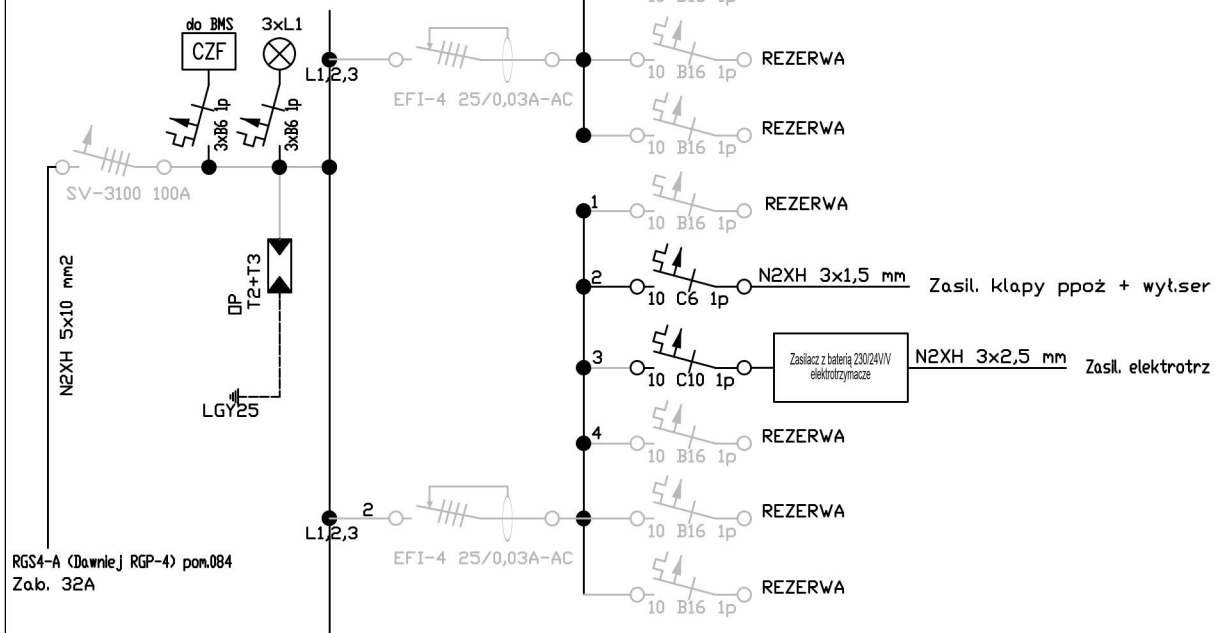 10 B16 1p
do BMS
CZF
3xL1
3xB6 1p
3xB6 1p
L1,2,3
EFI-4 25/0,03A-AC
10 B16 1p
REZERWA
10 B16 1p
REZERWA
SV-3100 100A
1
10 B16 1p
REZERWA
N2XH 5x10 mm2
OP
T2+T3
LGY25
2
10 C6 1p
N2XH 3x1,5 mm
Zasil. klapy ppoż + wył.ser
3
10 C10 1p
Zasilacz z baterią 230/24V/V
elektrotrzymacze
N2XH 3x2,5 mm
Zasil. elektrotrz
4
10 B16 1p
REZERWA
2
L1,2,3
EFI-4 25/0,03A-AC
10 B16 1p
REZERWA
10 B16 1p
REZERWA
RGS4-A (Dawniej RGP-4) pom.084
Zab. 32A